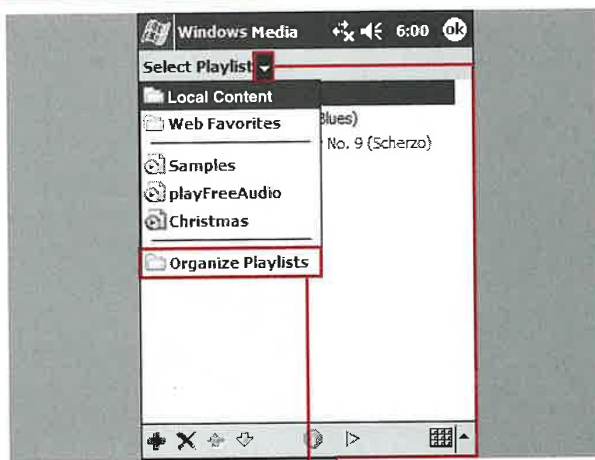 Windows Media 6:00 ok
Select Playlist
Local Content
Web Favorites
Blues)
No. 9 (Scherzo)
Samples
playFreeAudio
Christmas
Organize Playlists